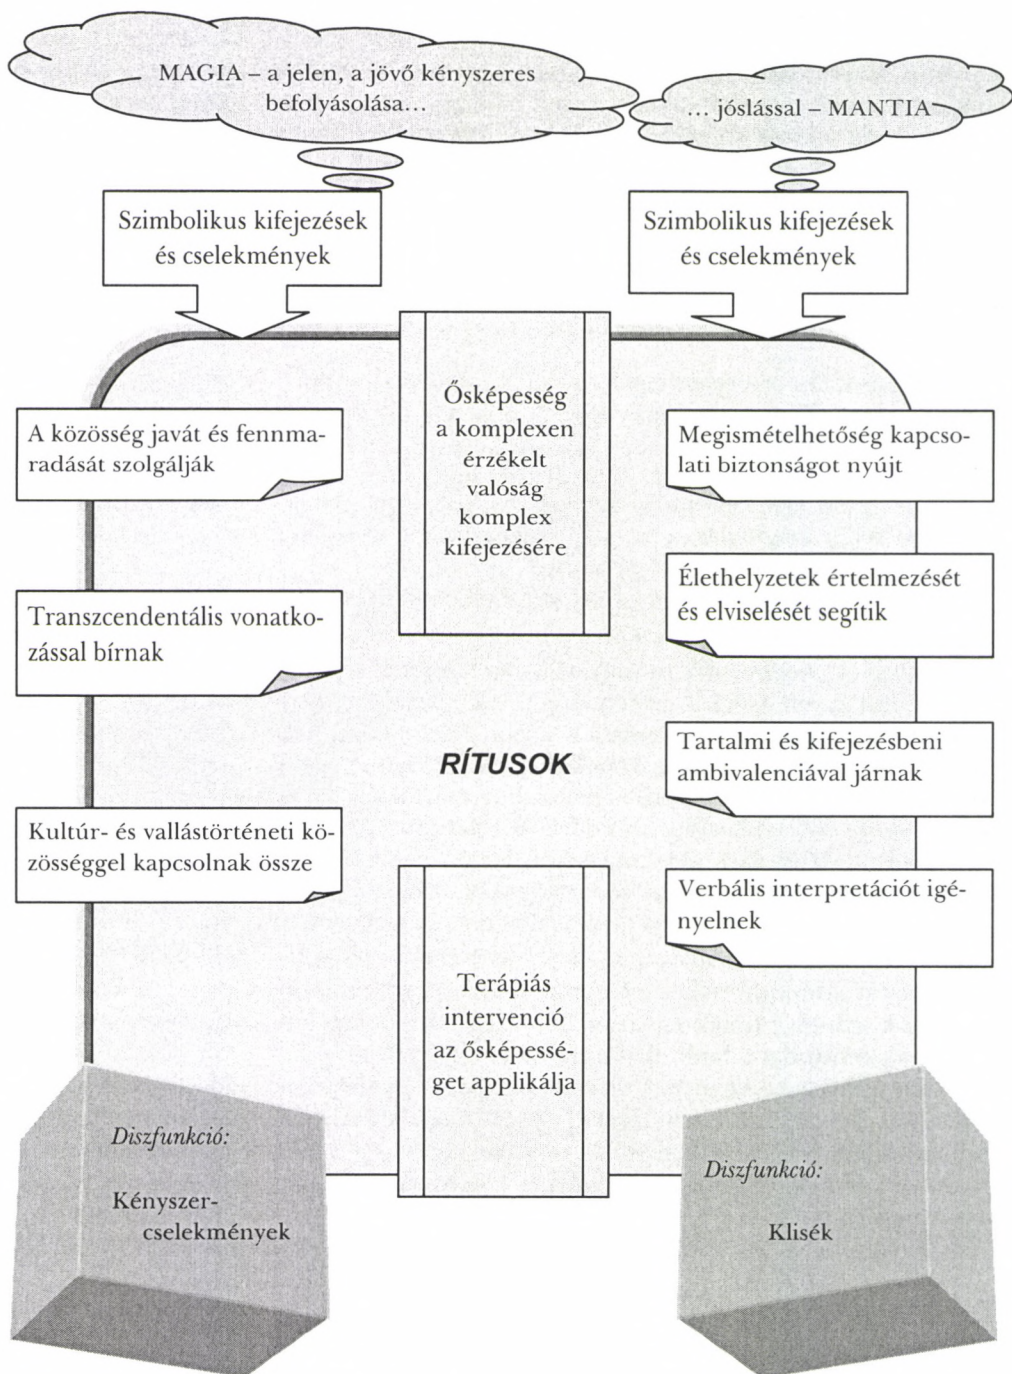 MAGIA – a jelen, a jövő kényszeres
befolyásolása…
… jóslással – MANTIA
Szimbolikus kifejezések
és cselekmények
Szimbolikus kifejezések
és cselekmények
Ősképesség
a komplexen
érzékelt
valóság
komplex
kifejezésére
A közösség javát és fennma-
radását szolgálják
Megismételhetőség kapcso-
lati biztonságot nyújt
Transzcendentális vonatko-
zással bírnak
Élethelyzetek értelmezését
és elviselését segítik
RÍTUSOK
Tartalmi és kifejezésbeni
ambivalenciával járnak
Kultúr- és vallástörténeti kö-
zösséggel kapcsolnak össze
Verbális interpretációt igé-
nyelnek
Terápiás
intervenció
az ősképessé-
get applikálja
Diszfunkció:
Kényszer-
cselekmények
Diszfunkció:
Klisék